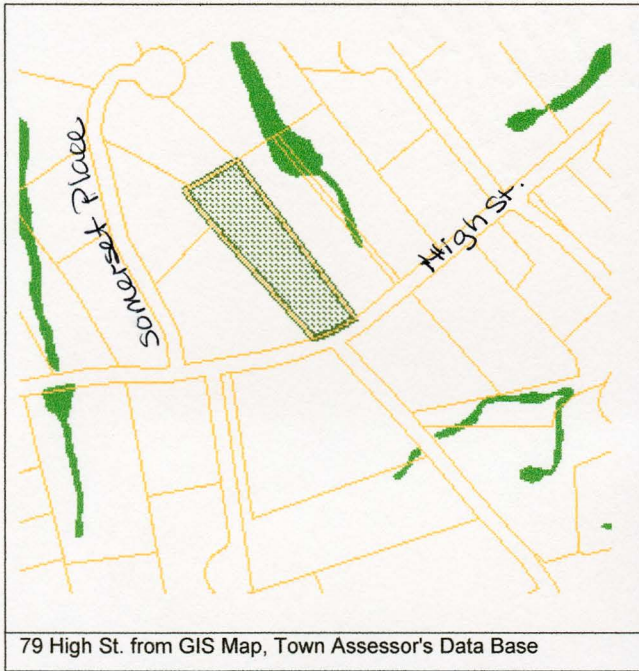 Somerset Place
High St.
79 High St. from GIS Map, Town Assessor's Data Base